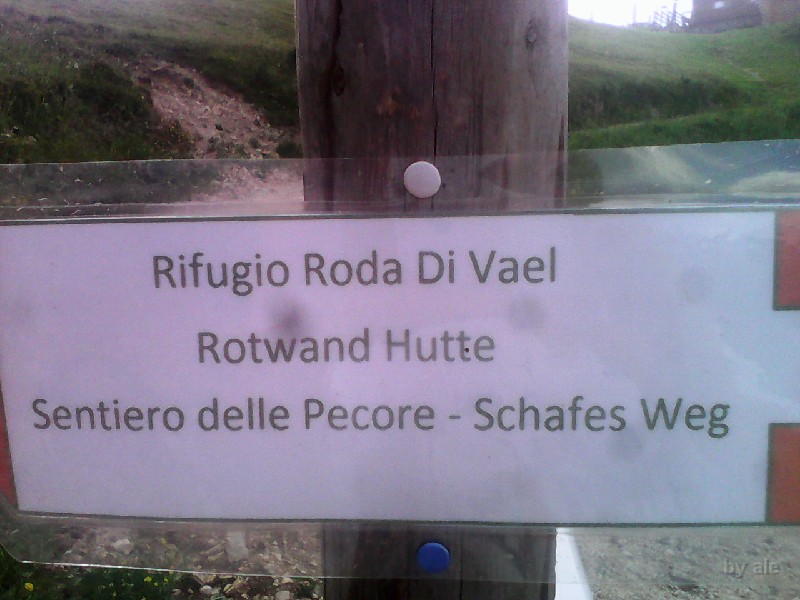 Rifugio Roda Di Vael
Rotwand Hutte
Sentiero delle Pecore - Schafes Weg
by ale